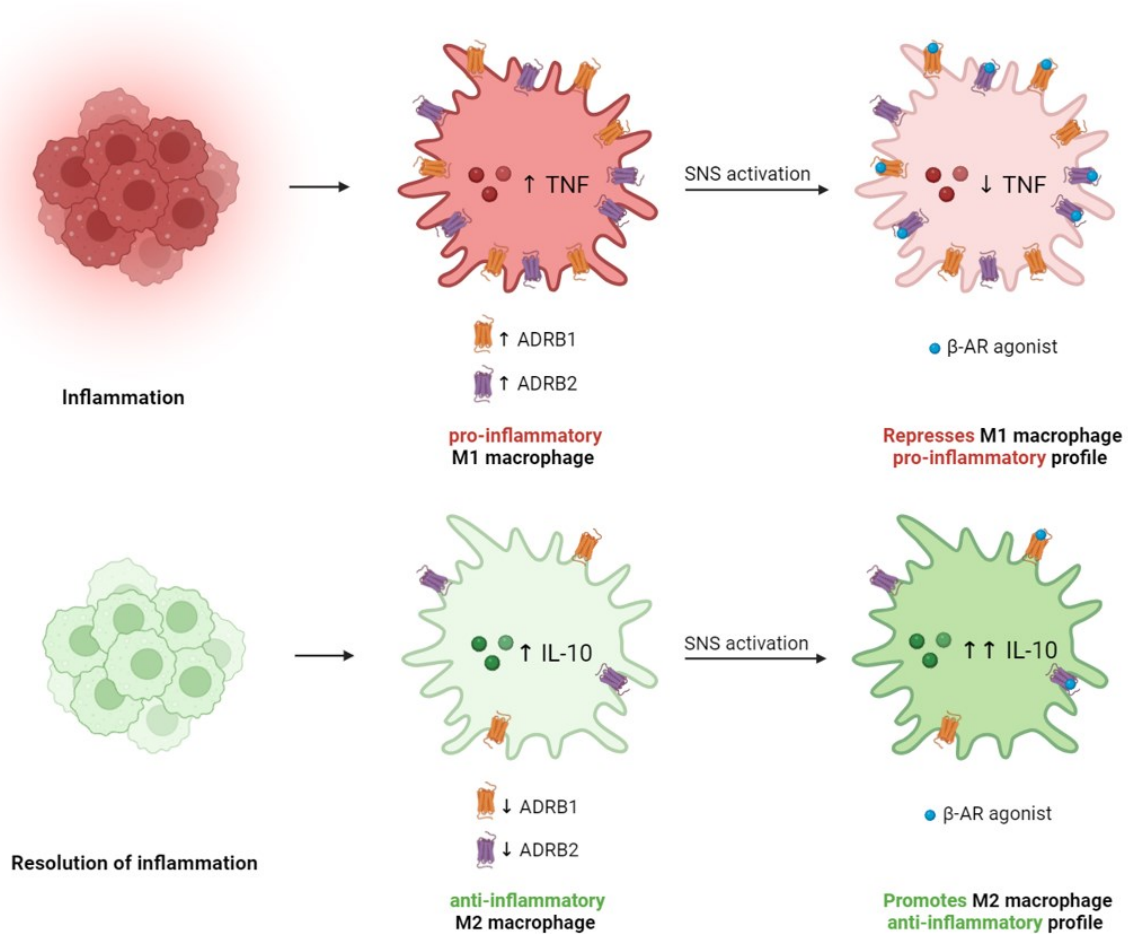 ↑ TNF
SNS activation
↓ TNF
↑ ADRB1
↑ ADRB2
β-AR agonist
Inflammation
pro-inflammatory
M1 macrophage
Represses M1 macrophage
pro-inflammatory profile
↑ IL-10
SNS activation
↑ ↑ IL-10
↓ ADRB1
↓ ADRB2
β-AR agonist
Resolution of inflammation
anti-inflammatory
M2 macrophage
Promotes M2 macrophage
anti-inflammatory profile